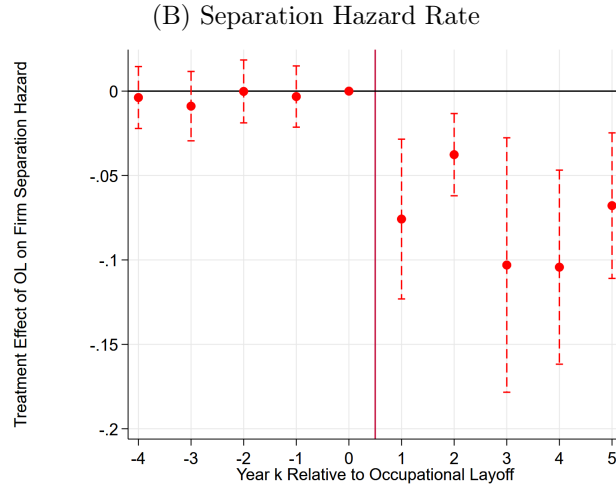 (B) Separation Hazard Rate
Treatment Effect of OL on Firm Separation Hazard
0
-.05
-.1
-.15
-.2
-4 -3 -2 -1 0 1 2 3 4 5
Year k Relative to Occupational Layoff